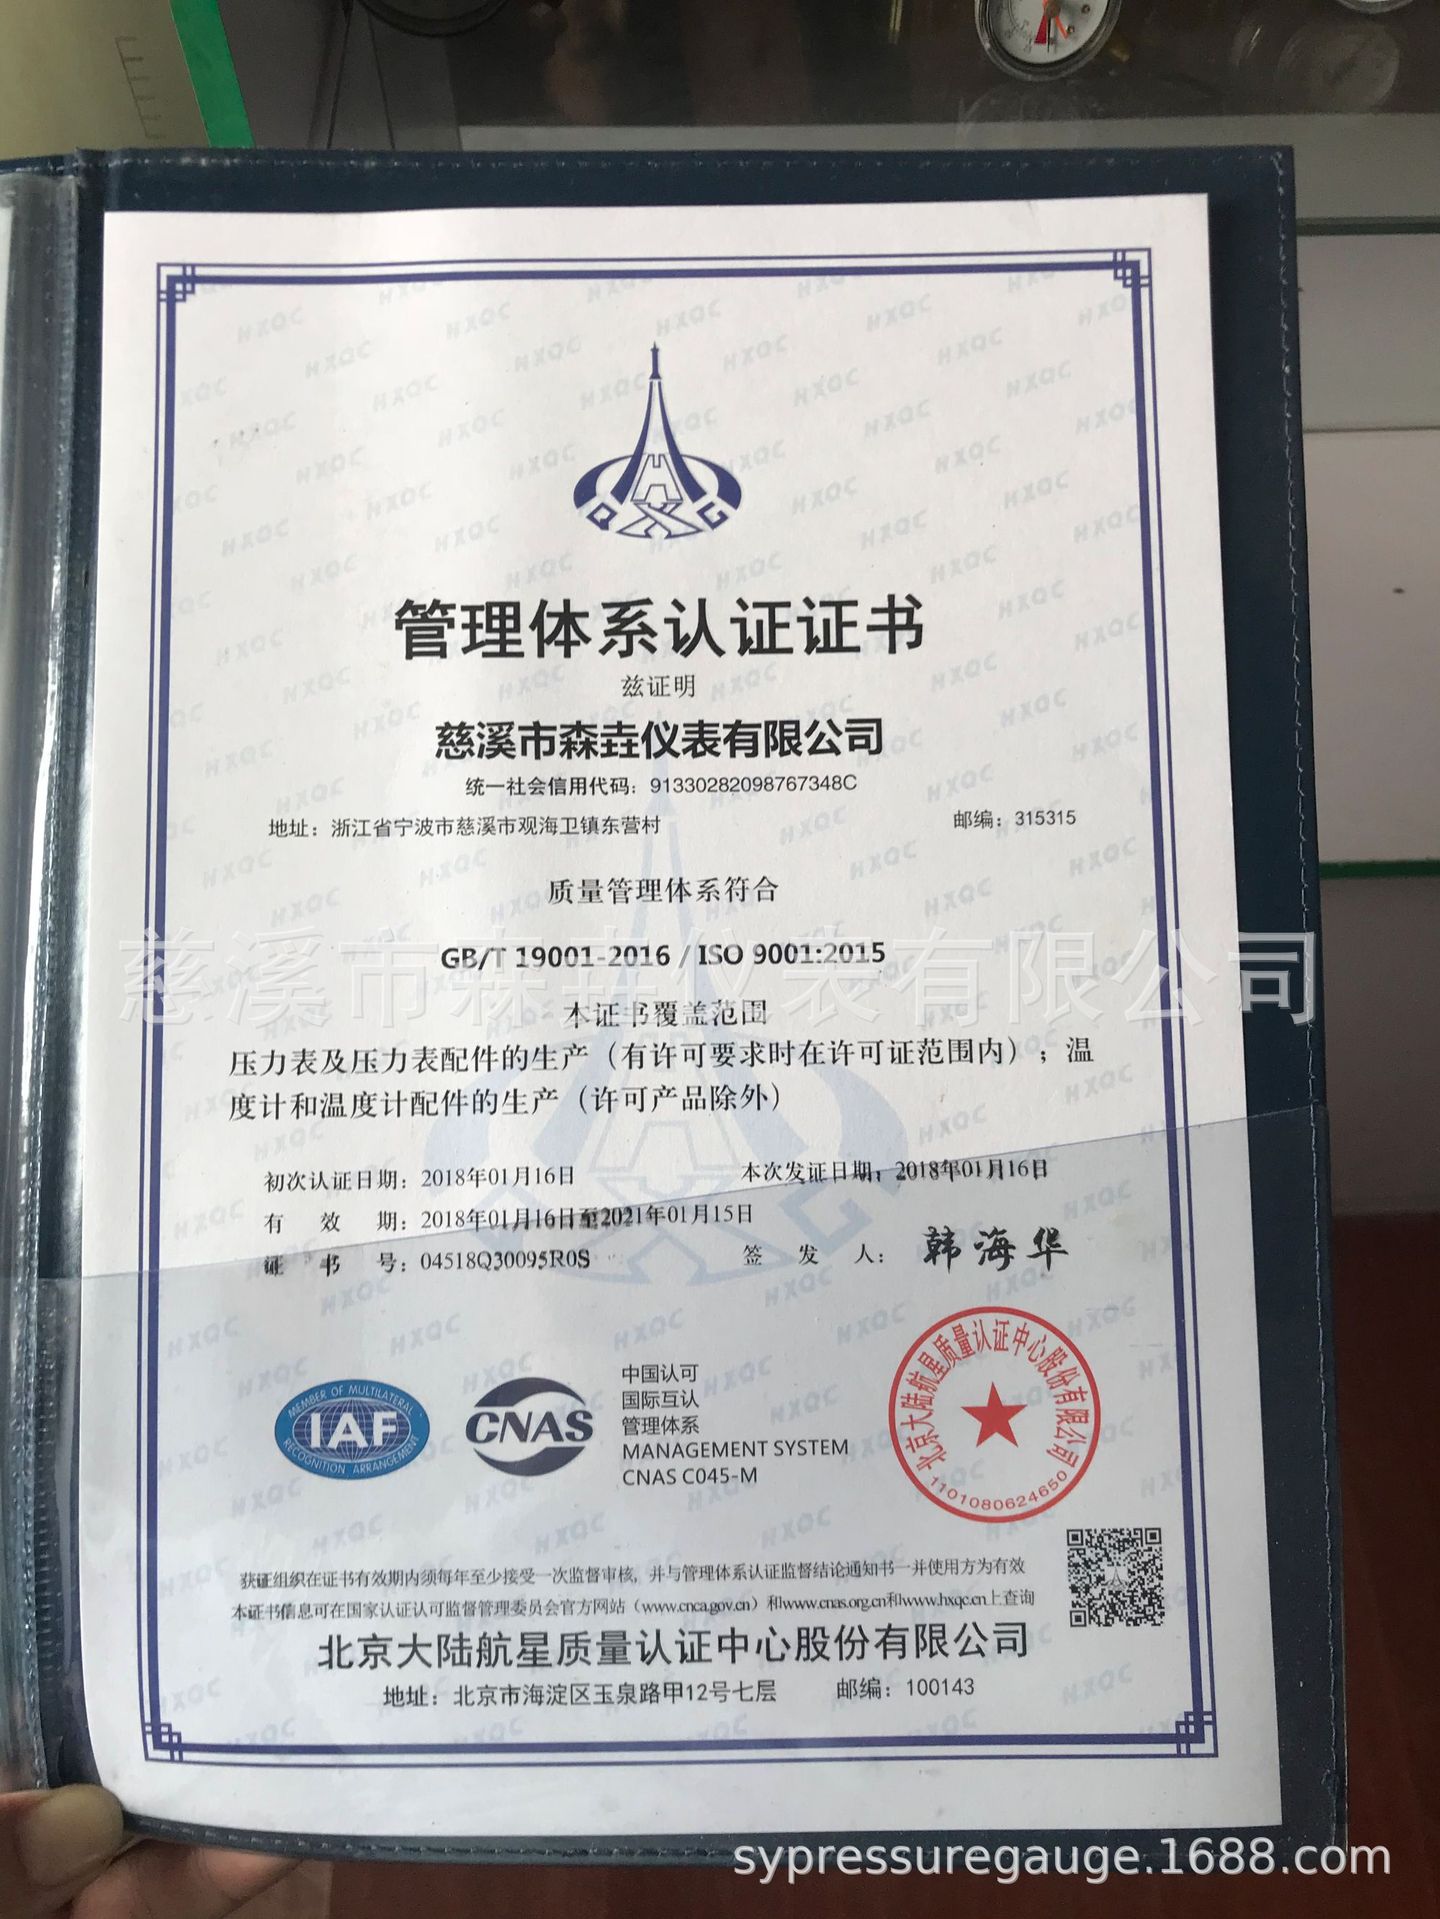 管理体系认证证书
兹证明
慈溪市森垚仪表有限公司
统一社会信用代码：91330282098767348C
地址：浙江省宁波市慈溪市观海卫镇东营村 邮编：315315
质量管理体系符合
GB/T 19001-2016 / ISO 9001:2015
慈溪市森垚仪表有限公司
本证书覆盖范围
压力表及压力表配件的生产（有许可要求时在许可证范围内）；温
度计和温度计配件的生产（许可产品除外）
初次认证日期：2018年01月16日 本次发证日期：2018年01月16日
有 效 期：2018年01月16日至2021年01月15日
证 书 号：04518Q30095R0S 签 发 人：韩海华
MEMBER OF MULTILATERAL
IAF
RECOGNITION ARRANGEMENT
CNAS
中国认可
国际互认
管理体系
MANAGEMENT SYSTEM
CNAS C045-M
北京大陆航星质量认证中心股份有限公司
1101080624650
获证组织在证书有效期内须每年至少接受一次监督审核，并与管理体系认证监督结论通知书一并使用方为有效
本证书信息可在国家认证认可监督管理委员会官方网站（www.cnca.gov.cn）和www.cnas.org.cn和www.hxqc.cn上查询
北京大陆航星质量认证中心股份有限公司
地址：北京市海淀区玉泉路甲12号七层 邮编：100143
sypressuregauge.1688.com